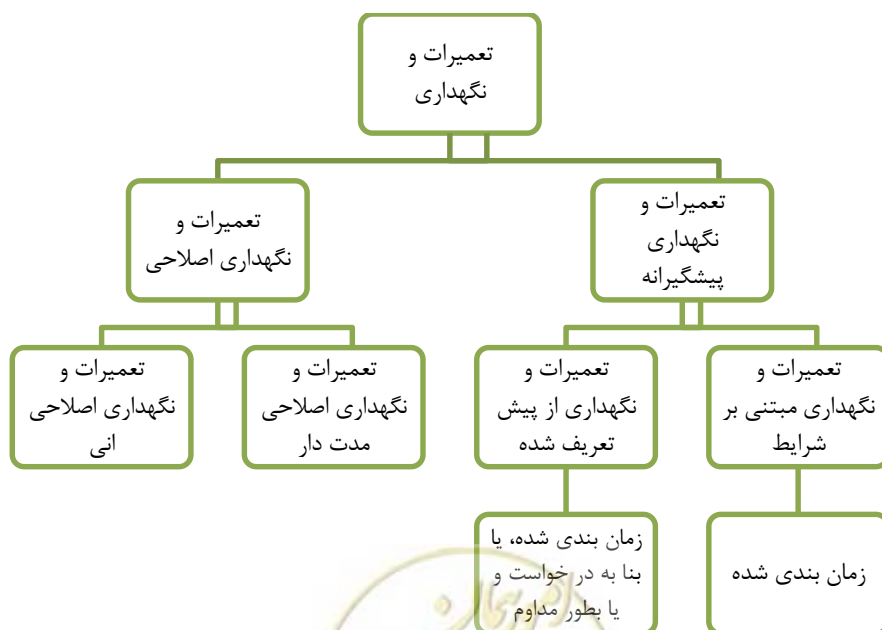 تعمیرات و
نگهداری
تعمیرات و
نگهداری
پیشگیرانه
تعمیرات و
نگهداری اصلاحی
تعمیرات و
نگهداری مبتنی بر
شرایط
تعمیرات و
نگهداری از پیش
تعریف شده
تعمیرات و
نگهداری اصلاحی
مدت دار
تعمیرات و
نگهداری اصلاحی
انی
زمان بندی شده
زمان بندی شده، یا
بنا به در خواست و
یا بطور مداوم